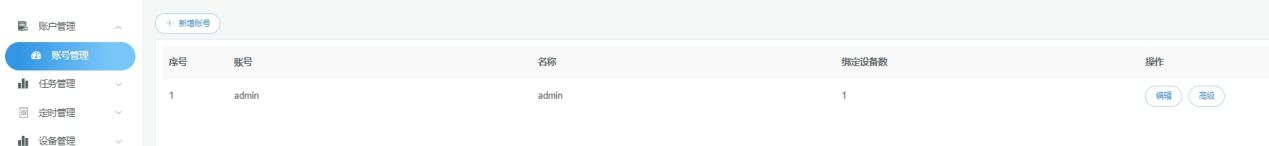 账户管理
账号管理
任务管理
定时管理
设备管理
+ 新增账号
序号 账号 名称 绑定设备数 操作
1 admin admin 1 编辑 高级